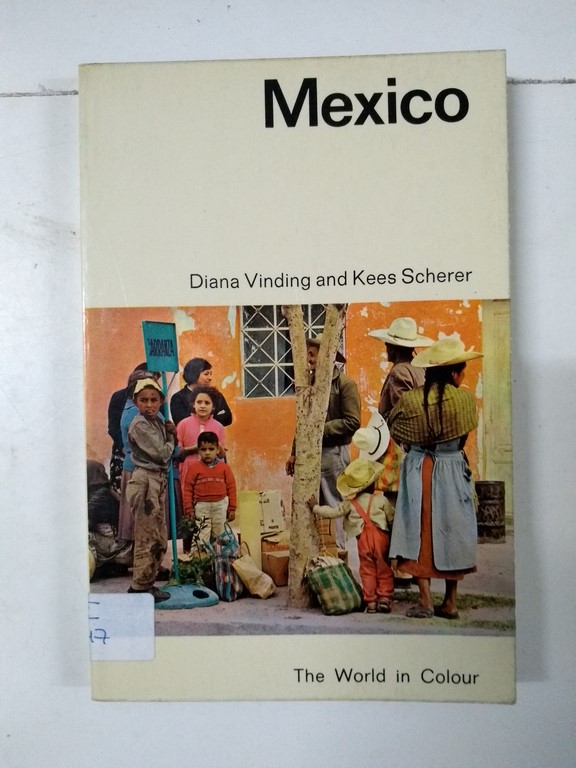 Mexico
Diana Vinding and Kees Scherer
The World in Colour